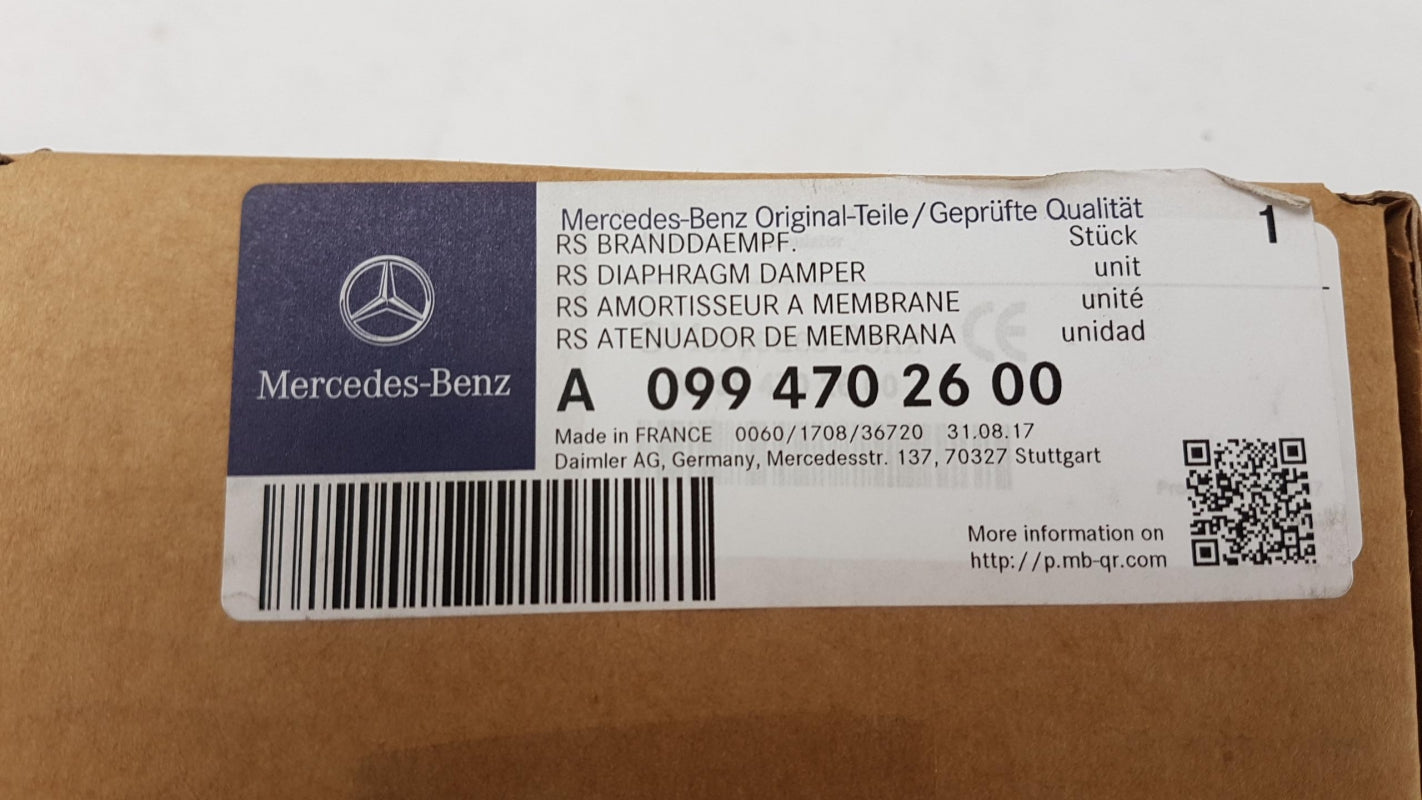 Mercedes-Benz
Mercedes-Benz Original-Teile/Geprüfte Qualität
1
RS BRANDDAEMPF. Stück
RS DIAPHRAGM DAMPER unit
RS AMORTISSEUR A MEMBRANE unité
RS ATENUADOR DE MEMBRANA unidad
A 099 470 26 00
Made in FRANCE 0060/1708/36720 31.08.17
Daimler AG, Germany, Mercedesstr. 137, 70327 Stuttgart
More information on
http://p.mb-qr.com